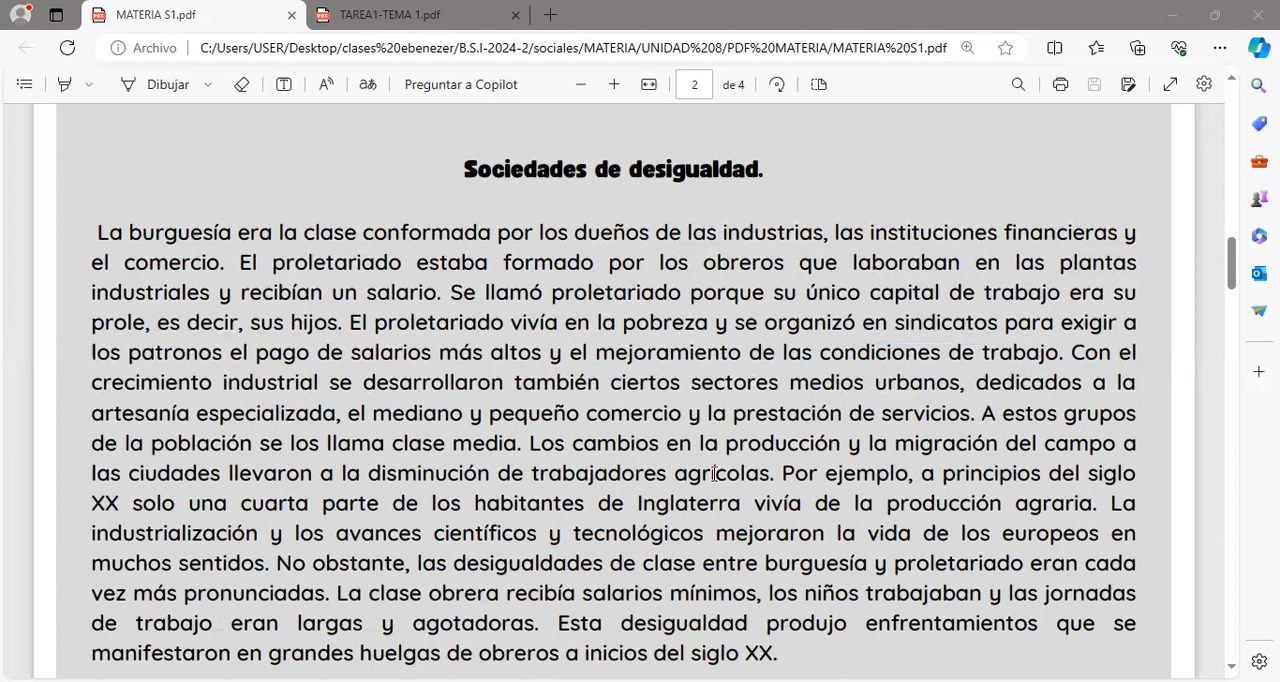 MATERIA S1.pdf
TAREA1-TEMA 1.pdf
Archivo
C:/Users/USER/Desktop/clases%20ebenezer/B.S.I-2024-2/sociales/MATERIA/UNIDAD%208/PDF%20MATERIA/MATERIA%20S1.pdf
Dibujar
Preguntar a Copilot
2
de 4
Sociedades de desigualdad.
La burguesía era la clase conformada por los dueños de las industrias, las instituciones financieras y
el comercio. El proletariado estaba formado por los obreros que laboraban en las plantas
industriales y recibían un salario. Se llamó proletariado porque su único capital de trabajo era su
prole, es decir, sus hijos. El proletariado vivía en la pobreza y se organizó en sindicatos para exigir a
los patronos el pago de salarios más altos y el mejoramiento de las condiciones de trabajo. Con el
crecimiento industrial se desarrollaron también ciertos sectores medios urbanos, dedicados a la
artesanía especializada, el mediano y pequeño comercio y la prestación de servicios. A estos grupos
de la población se los llama clase media. Los cambios en la producción y la migración del campo a
las ciudades llevaron a la disminución de trabajadores agrícolas. Por ejemplo, a principios del siglo
XX solo una cuarta parte de los habitantes de Inglaterra vivía de la producción agraria. La
industrialización y los avances científicos y tecnológicos mejoraron la vida de los europeos en
muchos sentidos. No obstante, las desigualdades de clase entre burguesía y proletariado eran cada
vez más pronunciadas. La clase obrera recibía salarios mínimos, los niños trabajaban y las jornadas
de trabajo eran largas y agotadoras. Esta desigualdad produjo enfrentamientos que se
manifestaron en grandes huelgas de obreros a inicios del siglo XX.